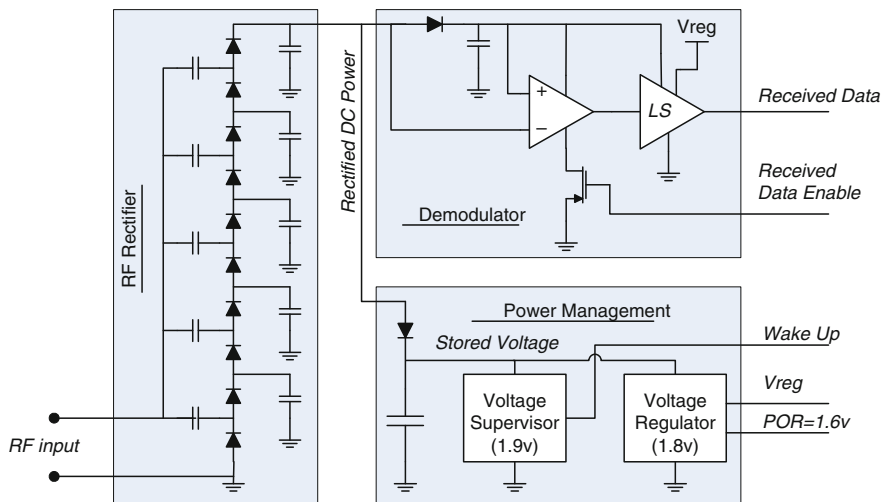 Vreg
+
−
LS
Received Data
Received
Data Enable
Demodulator
Rectified DC Power
RF Rectifier
Power Management
Stored Voltage
Wake Up
Voltage
Supervisor
(1.9v)
Voltage
Regulator
(1.8v)
Vreg
POR=1.6v
RF input